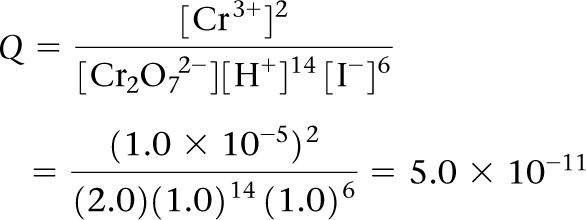 Q = [Cr³⁺]² / [Cr₂O₇²⁻][H⁺]¹⁴ [I⁻]⁶
= (1.0 × 10⁻⁵)² / (2.0)(1.0)¹⁴ (1.0)⁶ = 5.0 × 10⁻¹¹